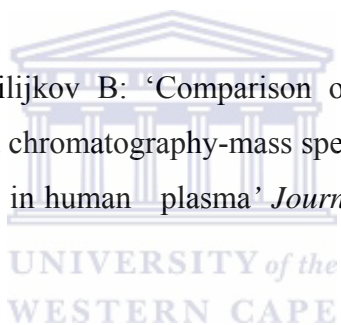 ilijkov B: ‘Comparison o
chromatography-mass spe
in human plasma’ Journ
UNIVERSITY of the
WESTERN CAPE